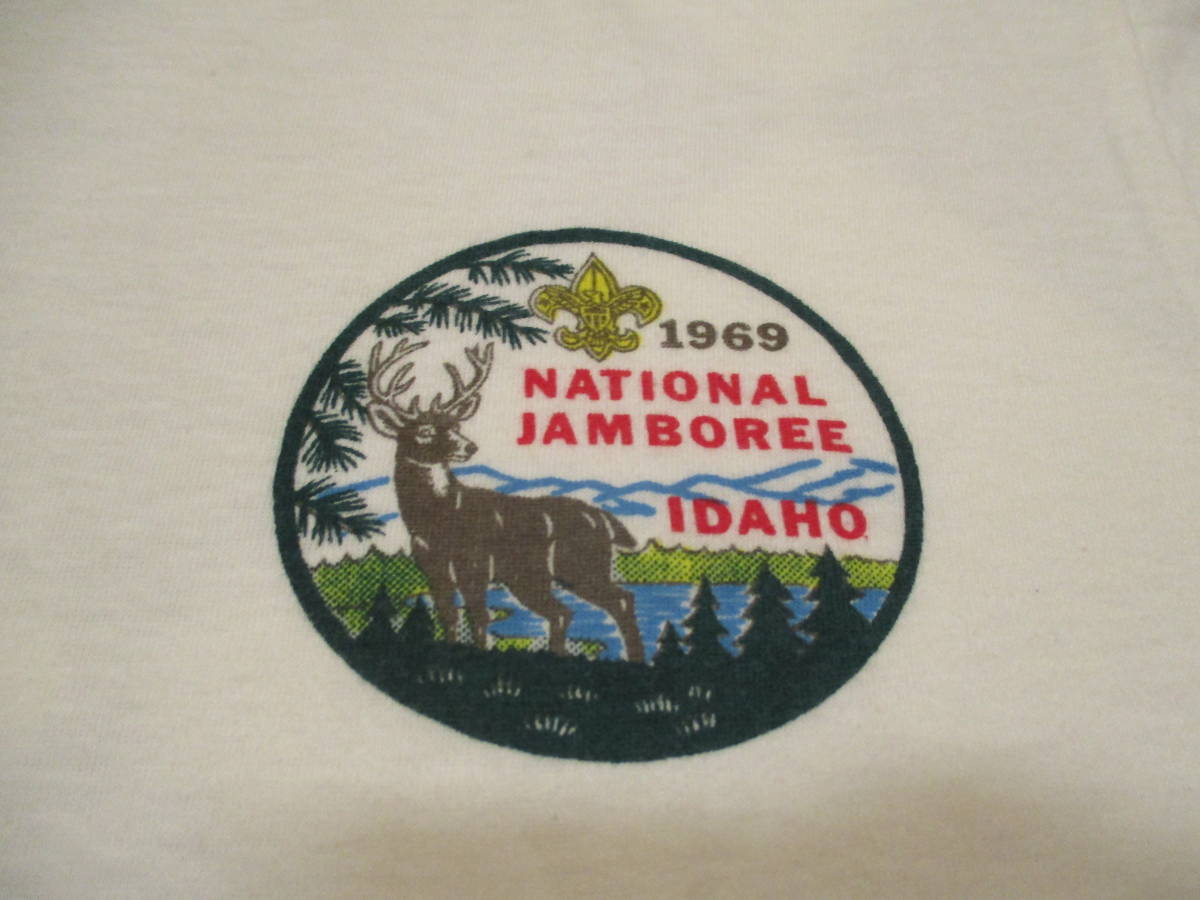 1969
NATIONAL
JAMBOREE
IDAHO